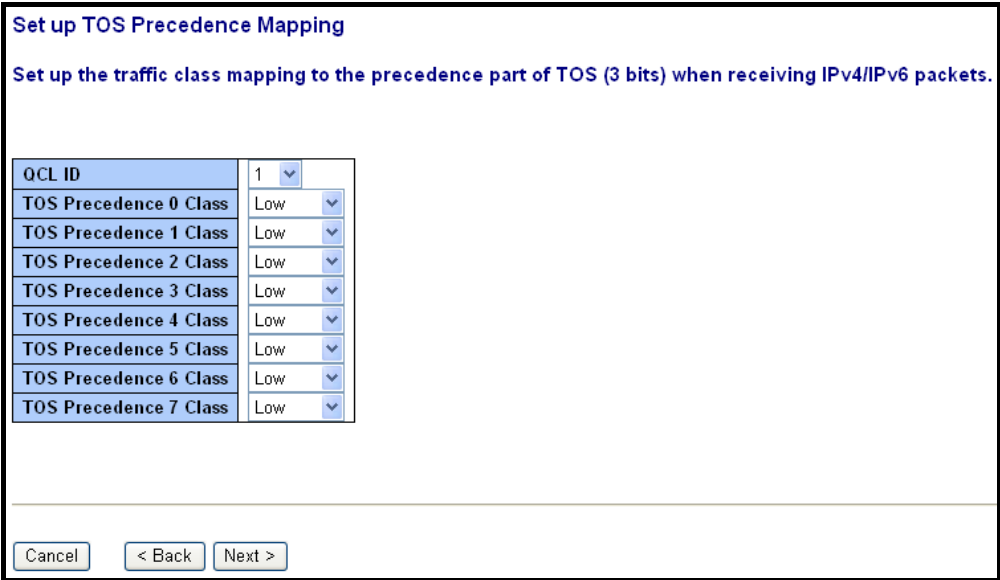 Set up TOS Precedence Mapping
Set up the traffic class mapping to the precedence part of TOS (3 bits) when receiving IPv4/IPv6 packets.
QCL ID 1
TOS Precedence 0 Class Low
TOS Precedence 1 Class Low
TOS Precedence 2 Class Low
TOS Precedence 3 Class Low
TOS Precedence 4 Class Low
TOS Precedence 5 Class Low
TOS Precedence 6 Class Low
TOS Precedence 7 Class Low
Cancel < Back Next >